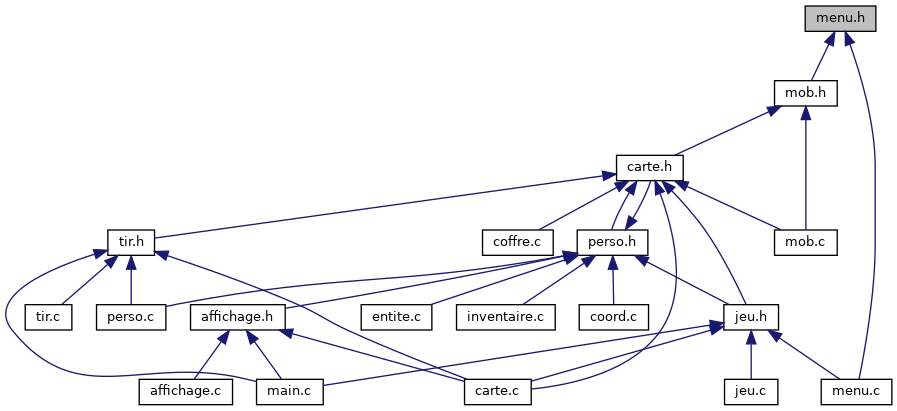 menu.h
mob.h
carte.h
tir.h
coffre.c
perso.h
mob.c
tir.c
perso.c
affichage.h
entite.c
inventaire.c
coord.c
jeu.h
affichage.c
main.c
carte.c
jeu.c
menu.c